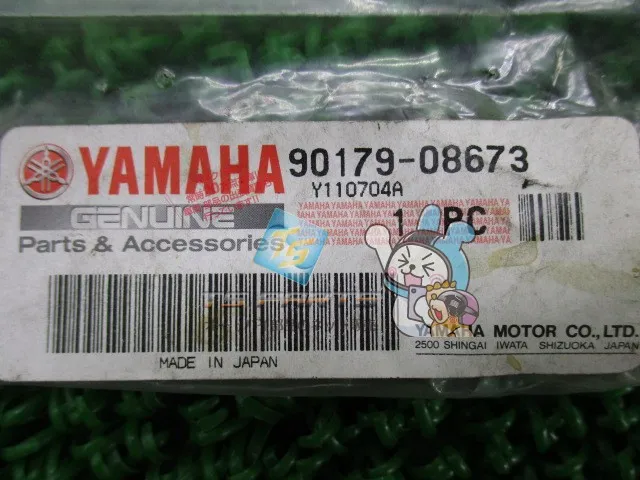 YAMAHA 90179-08673
Y110704A
GENUINE
Parts & Accessories
1 PC
YAMAHA MOTOR CO.,LTD.
2500 SHINGAI IWATA SHIZUOKA JAPAN
MADE IN JAPAN